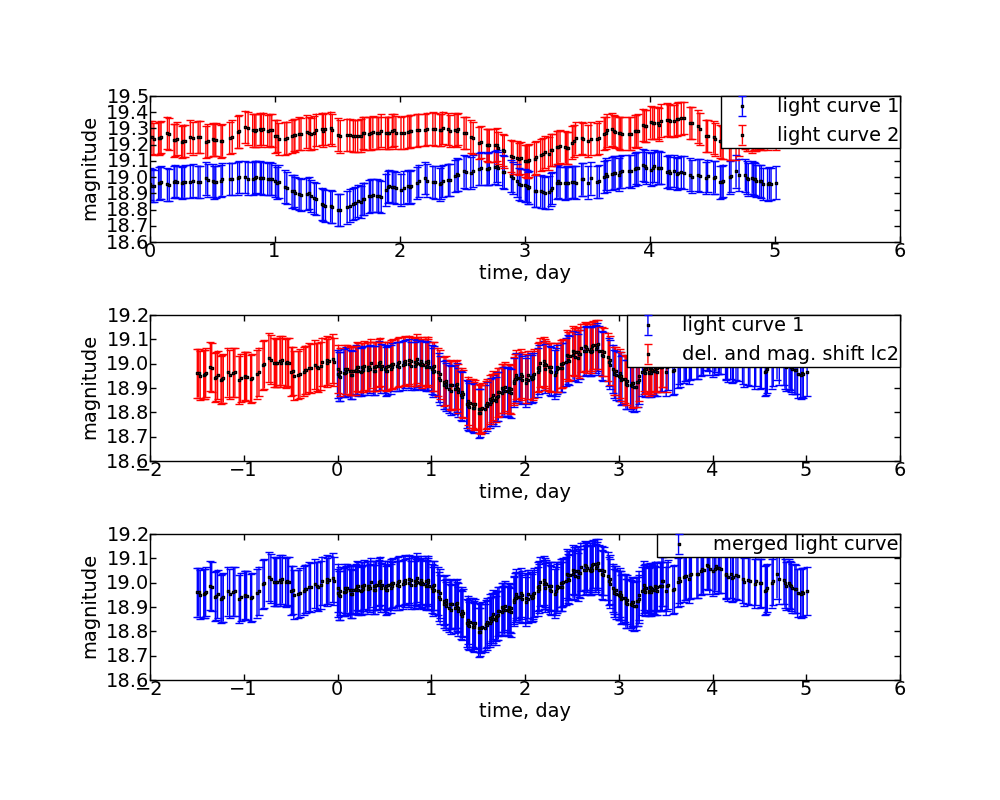 19.5
19.4
19.3
19.2
19.1
19.0
18.9
18.8
18.7
18.6
magnitude
light curve 1
light curve 2
0 1 2 3 4 5 6
time, day
19.2
19.1
19.0
18.9
18.8
18.7
18.6
magnitude
light curve 1
del. and mag. shift lc2
−2 −1 0 1 2 3 4 5 6
time, day
19.2
19.1
19.0
18.9
18.8
18.7
18.6
magnitude
merged light curve
−2 −1 0 1 2 3 4 5 6
time, day